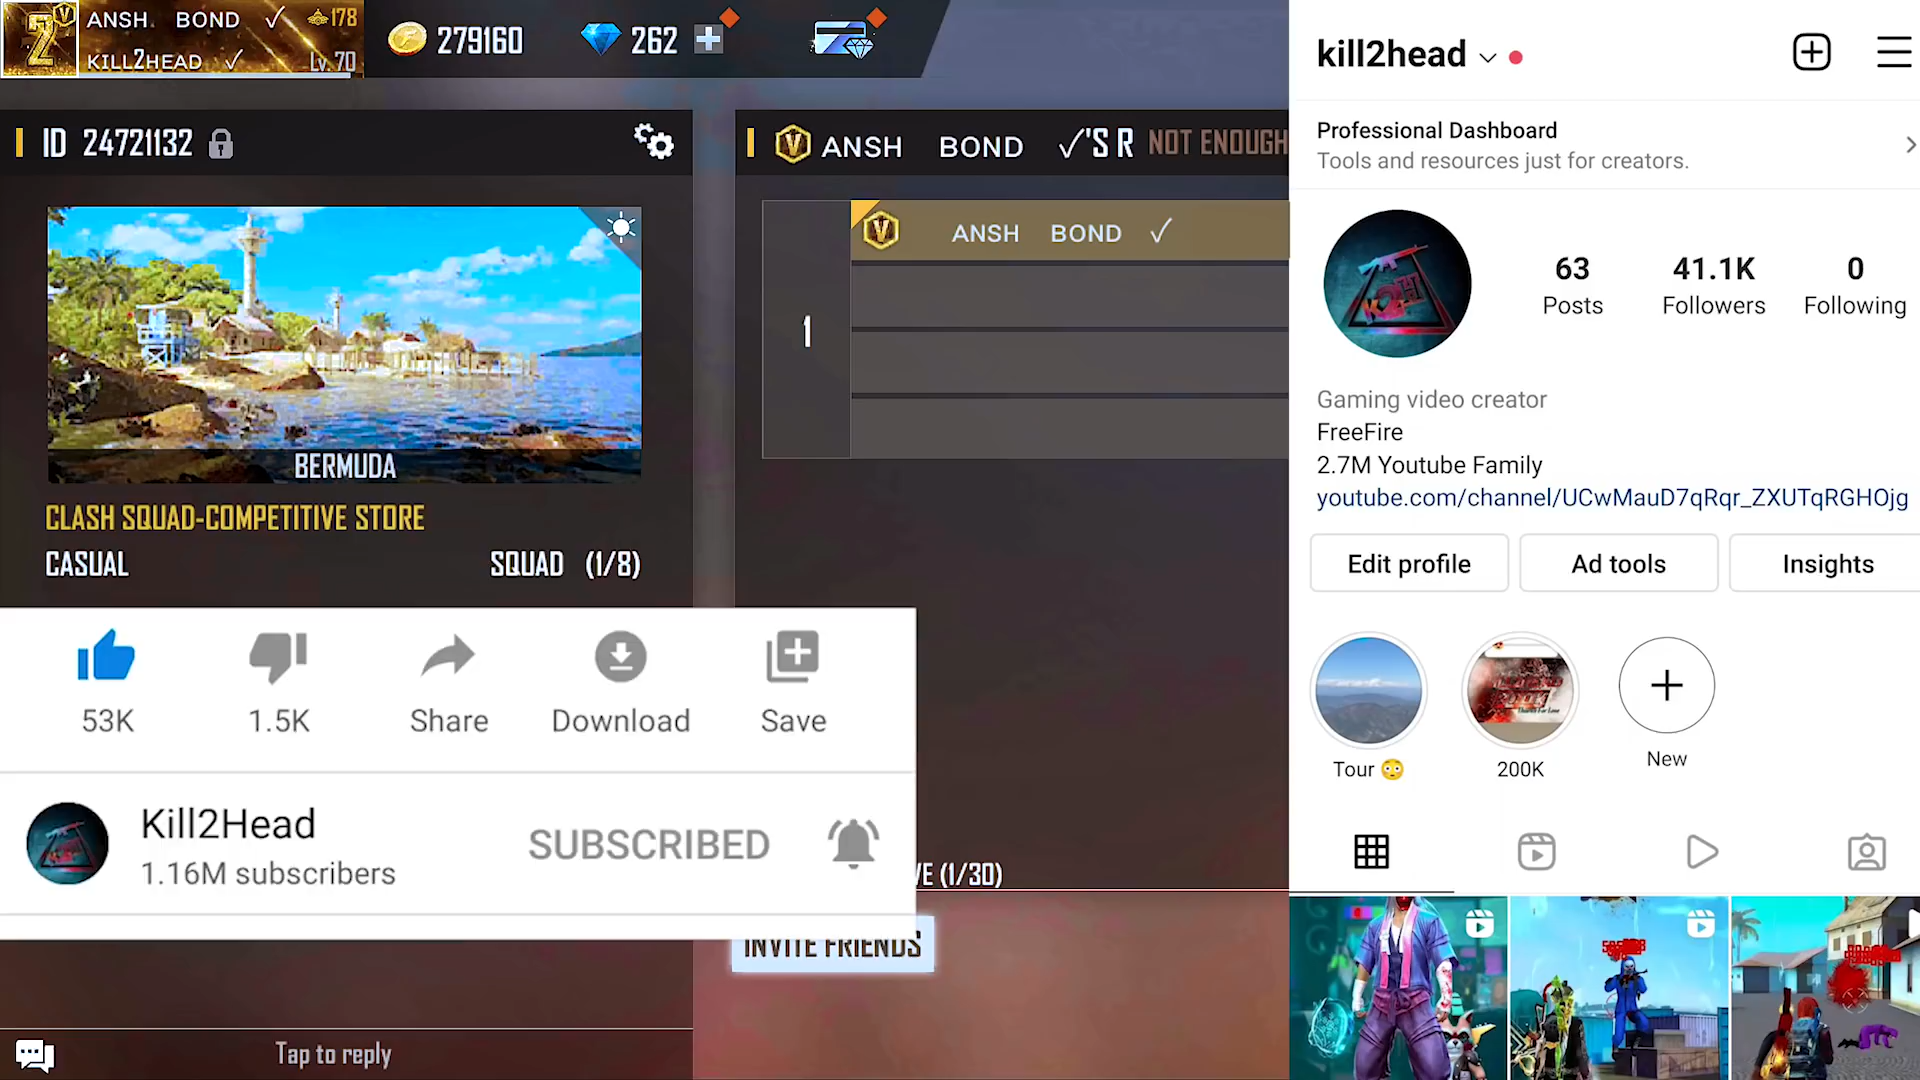 ANSH. BOND ✓ 178
KILL2HEAD ✓ Lv. 70
279160
262
ID 24721132
ANSH BOND ✓'S R NOT ENOUGH
BERMUDA
CLASH SQUAD-COMPETITIVE STORE
CASUAL SQUAD (1/8)
1
ANSH BOND ✓
53K
1.5K
Share
Download
Save
Kill2Head
1.16M subscribers
SUBSCRIBED
VE (1/30)
INVITE FRIENDS
Tap to reply
kill2head
Professional Dashboard
Tools and resources just for creators.
63 Posts
41.1K Followers
0 Following
Gaming video creator
FreeFire
2.7M Youtube Family
youtube.com/channel/UCwMauD7qRqr_ZXUTqRGHOjg
Edit profile
Ad tools
Insights
Tour 😳
200K
New